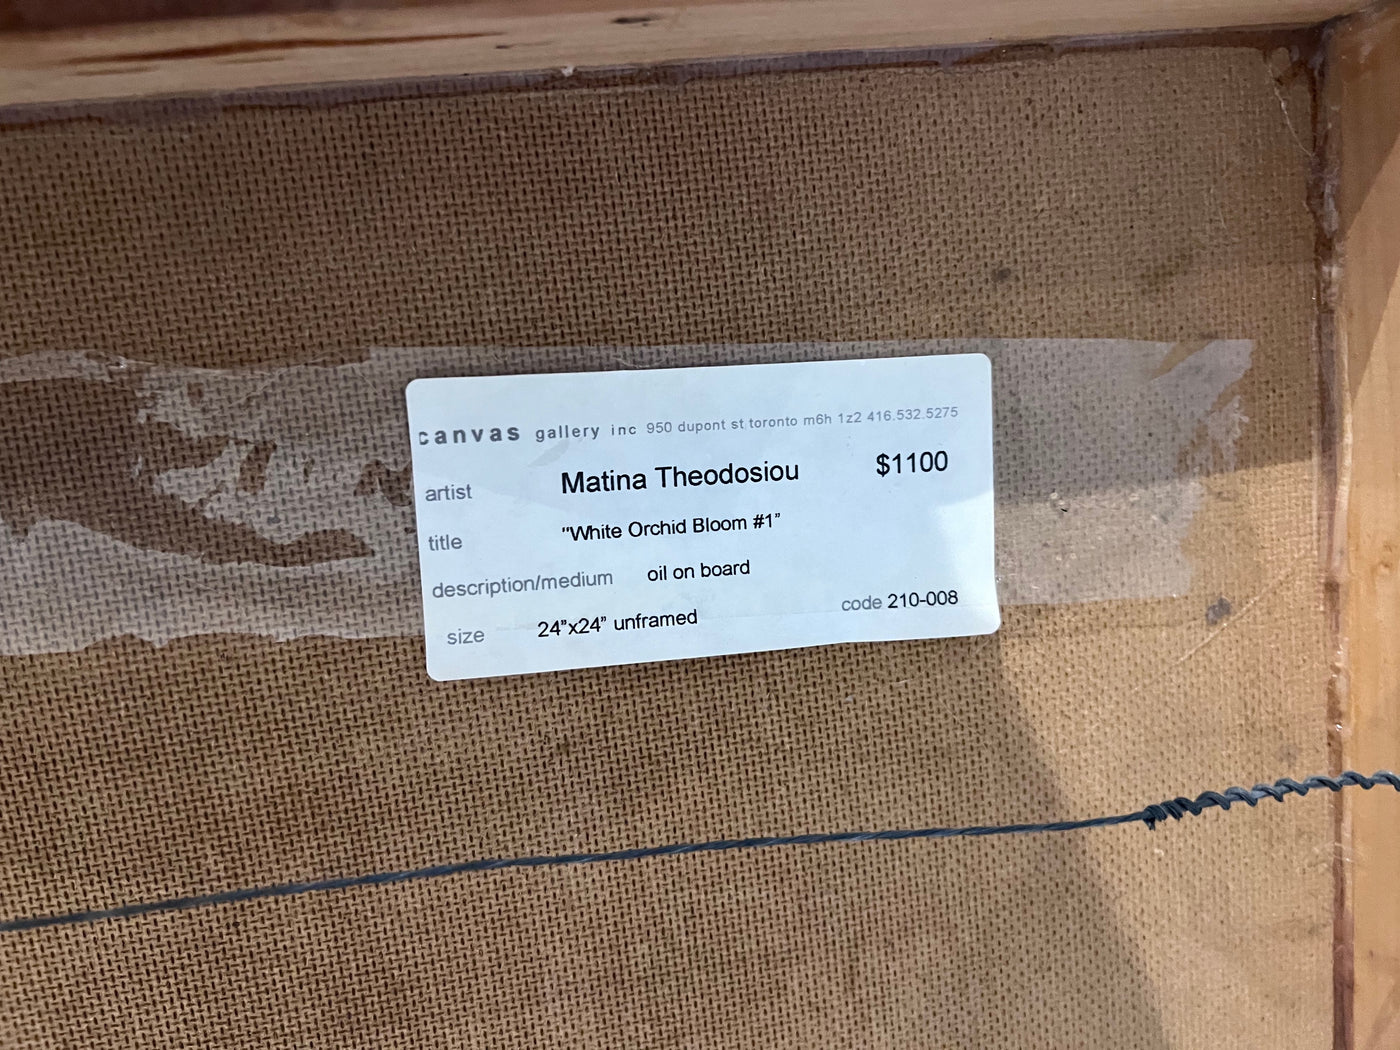 canvas gallery inc 950 dupont st toronto m6h 1z2 416.532.5275
artist Matina Theodosiou $1100
title "White Orchid Bloom #1"
description/medium oil on board
size 24"x24" unframed code 210-008